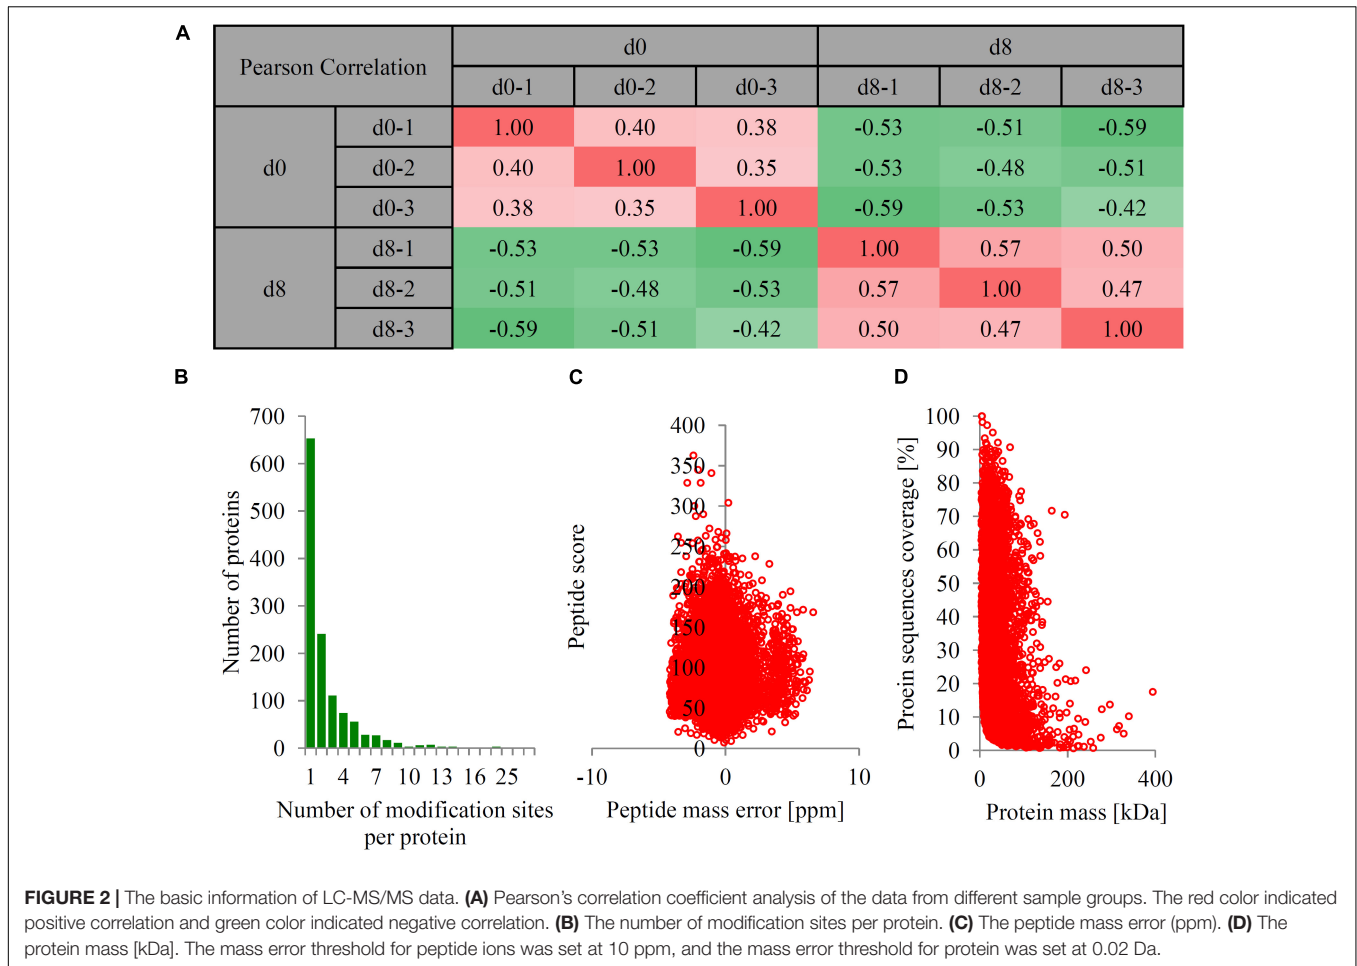 A
Pearson Correlation d0 d8
d0-1 d0-2 d0-3 d8-1 d8-2 d8-3
d0 d0-1 1.00 0.40 0.38 -0.53 -0.51 -0.59
d0-2 0.40 1.00 0.35 -0.53 -0.48 -0.51
d0-3 0.38 0.35 1.00 -0.59 -0.53 -0.42
d8 d8-1 -0.53 -0.53 -0.59 1.00 0.57 0.50
d8-2 -0.51 -0.48 -0.53 0.57 1.00 0.47
d8-3 -0.59 -0.51 -0.42 0.50 0.47 1.00
B
Number of proteins
700
600
500
400
300
200
100
0
1 4 7 10 13 16 25
Number of modification sites
per protein
C
Peptide score
400
350
300
250
200
150
100
50
0
-10 0 10
Peptide mass error [ppm]
D
Proein sequences coverage [%]
100
90
80
70
60
50
40
30
20
10
0
0 200 400
Protein mass [kDa]
FIGURE 2 | The basic information of LC-MS/MS data. (A) Pearson's correlation coefficient analysis of the data from different sample groups. The red color indicated
positive correlation and green color indicated negative correlation. (B) The number of modification sites per protein. (C) The peptide mass error (ppm). (D) The
protein mass [kDa]. The mass error threshold for peptide ions was set at 10 ppm, and the mass error threshold for protein was set at 0.02 Da.